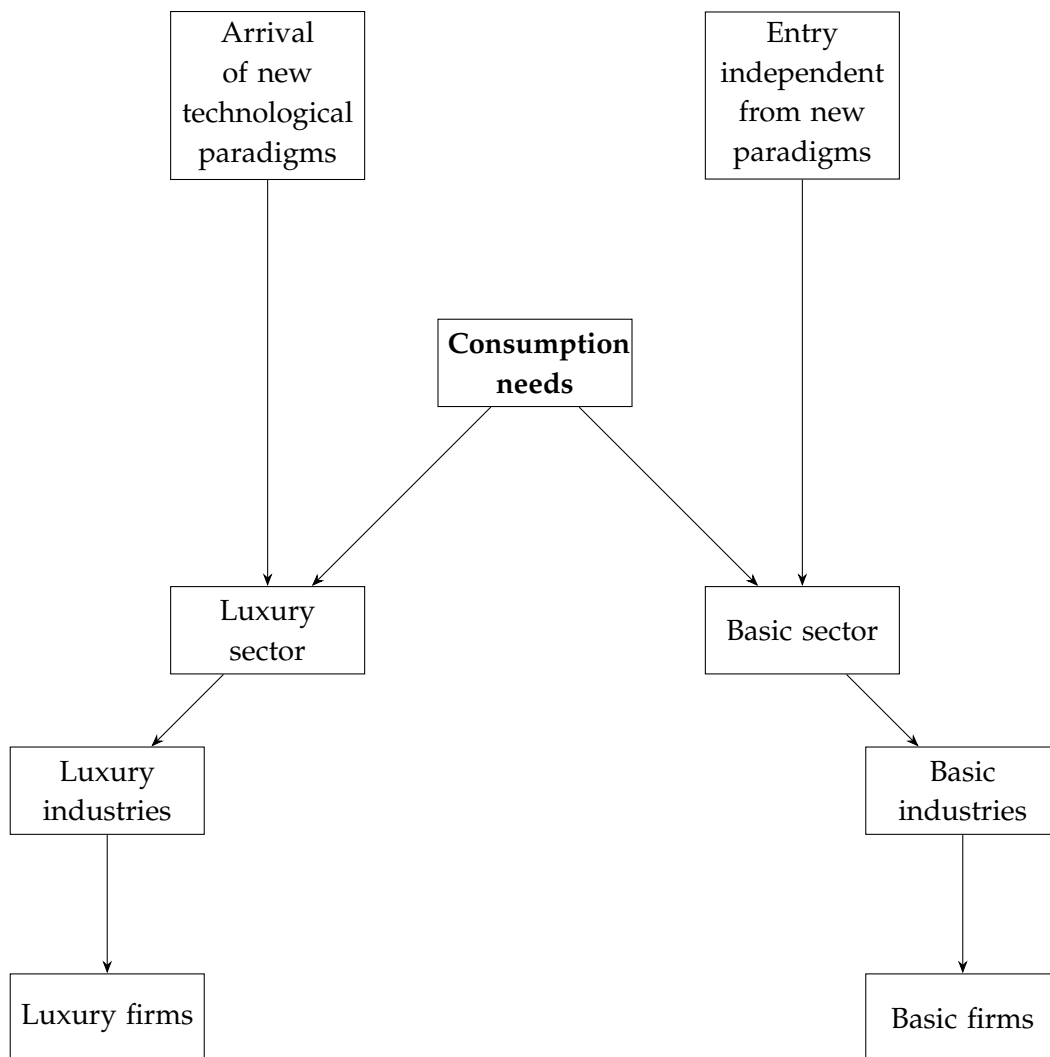 Arrival
of new
technological
paradigms
Entry
independent
from new
paradigms
Consumption
needs
Luxury
sector
Basic sector
Luxury
industries
Basic
industries
Luxury firms
Basic firms